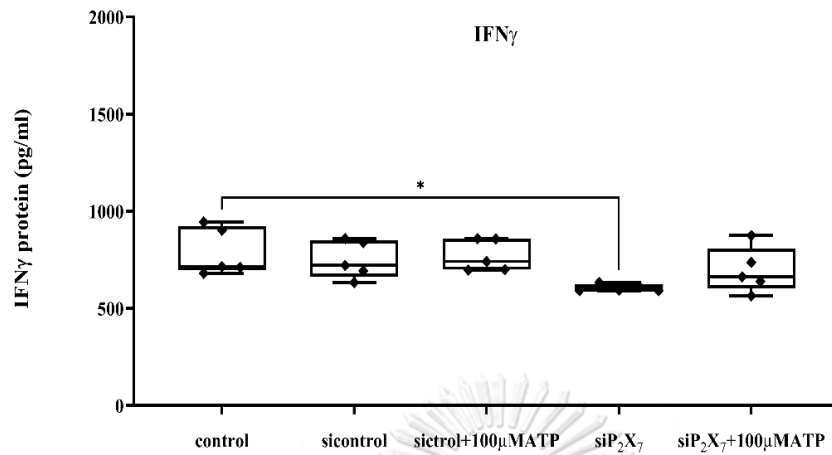 IFNγ
2000
1500
1000
500
0
IFNγ protein (pg/ml)
*
control sicontrol sictrol+100μMATP siP₂X₇ siP₂X₇+100μMATP